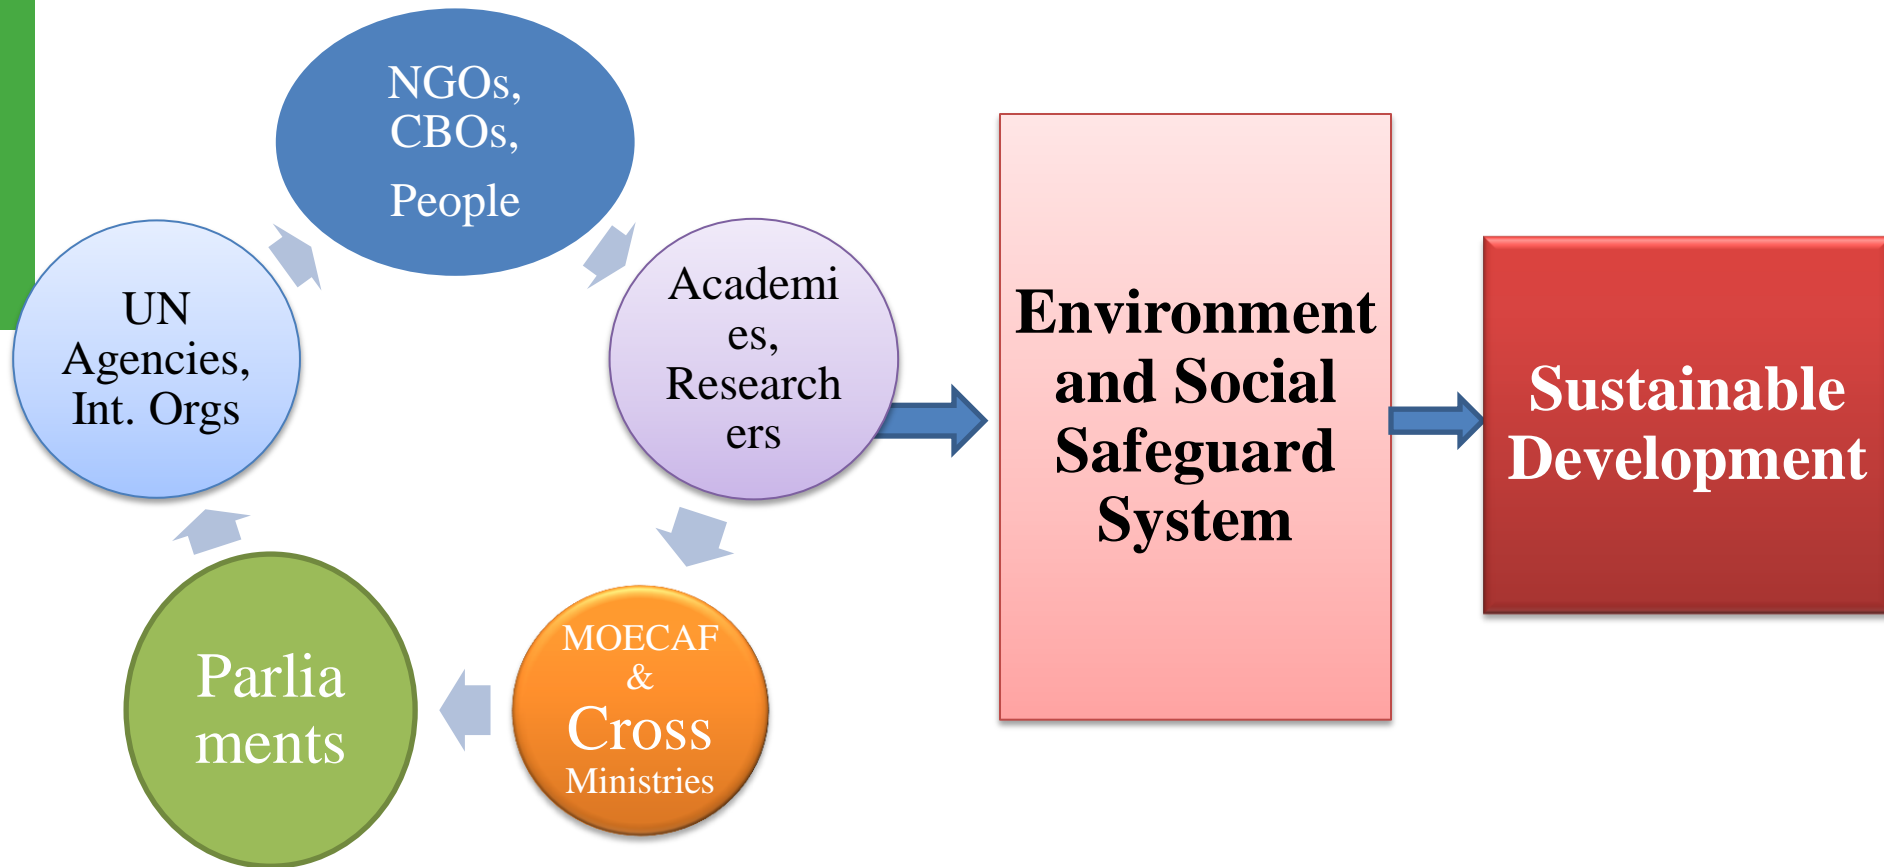 NGOs,
CBOs,
People
UN
Agencies,
Int. Orgs
Academi
es,
Research
ers
MOECAF
&
Cross
Ministries
Parlia
ments
Environment
and Social
Safeguard
System
Sustainable
Development